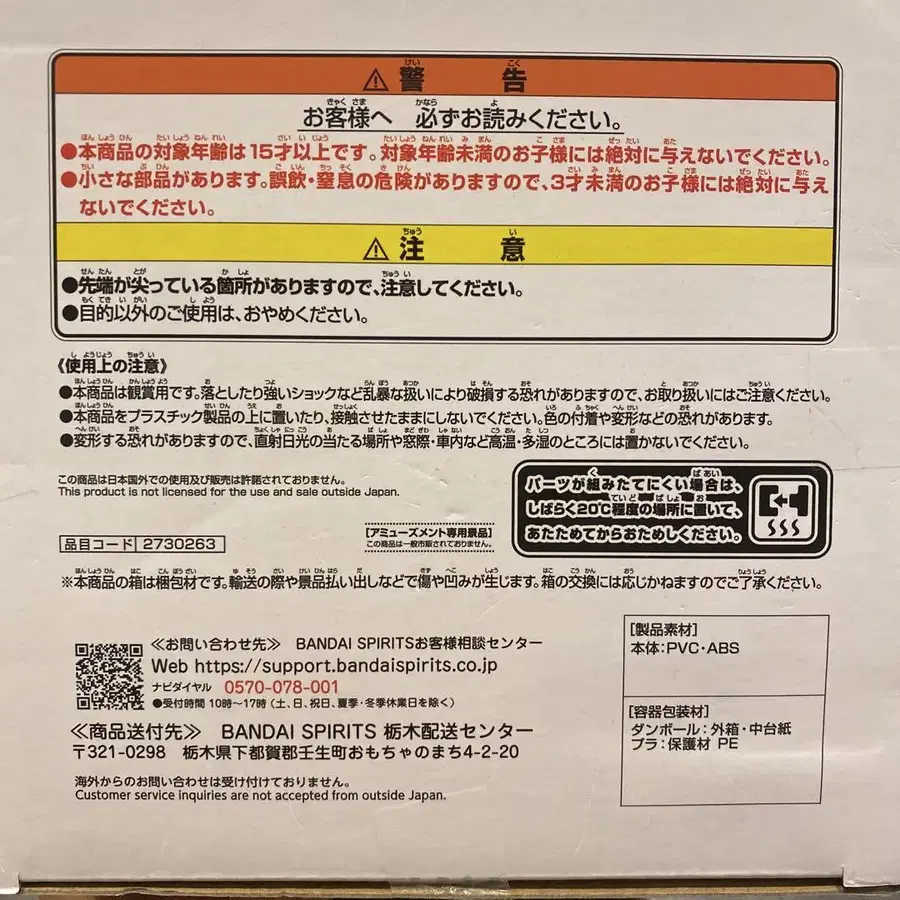 ⚠警告
お客様へ 必ずお読みください。
●本商品の対象年齢は15才以上です。対象年齢未満のお子様には絶対に与えないでください。
●小さな部品があります。誤飲・窒息の危険がありますので、3才未満のお子様には絶対に与え
ないでください。
⚠注意
●先端が尖っている箇所がありますので、注意してください。
●目的以外のご使用は、おやめください。
《使用上の注意》
●本商品は観賞用です。落としたり強いショックなど乱暴な扱いにより破損する恐れがありますので、お取り扱いにはご注意ください。
●本商品をプラスチック製品の上に置いたり、接触させたままにしないでください。色の付着や変形などの恐れがあります。
●変形する恐れがありますので、直射日光の当たる場所や窓際・車内など高温・多湿のところには置かないでください。
この商品は日本国外での使用及び販売は許諾されておりません。
This product is not licensed for the use and sale outside Japan.
パーツが組みたてにくい場合は、
しばらく20℃程度の場所に置いて、
あたためてからおためしください。
品目コード 2730263
【アミューズメント専用景品】
この商品は一般市販されておりません。
※本商品の箱は梱包材です。輸送の際や景品払い出しなどで傷や凹みが生じます。箱の交換には応じかねますのでご了承ください。
≪お問い合わせ先≫ BANDAI SPIRITSお客様相談センター
Web https://support.bandaispirits.co.jp
ナビダイヤル 0570-078-001
●受付時間 10時~17時(土、日、祝日、夏季・冬季休業日を除く)
≪商品送付先≫ BANDAI SPIRITS 栃木配送センター
〒321-0298 栃木県下都賀郡壬生町おもちゃのまち4-2-20
海外からのお問い合わせは受け付けておりません。
Customer service inquiries are not accepted from outside Japan.
[製品素材]
本体:PVC・ABS
[容器包装材]
ダンボール:外箱・中台紙
プラ:保護材 PE